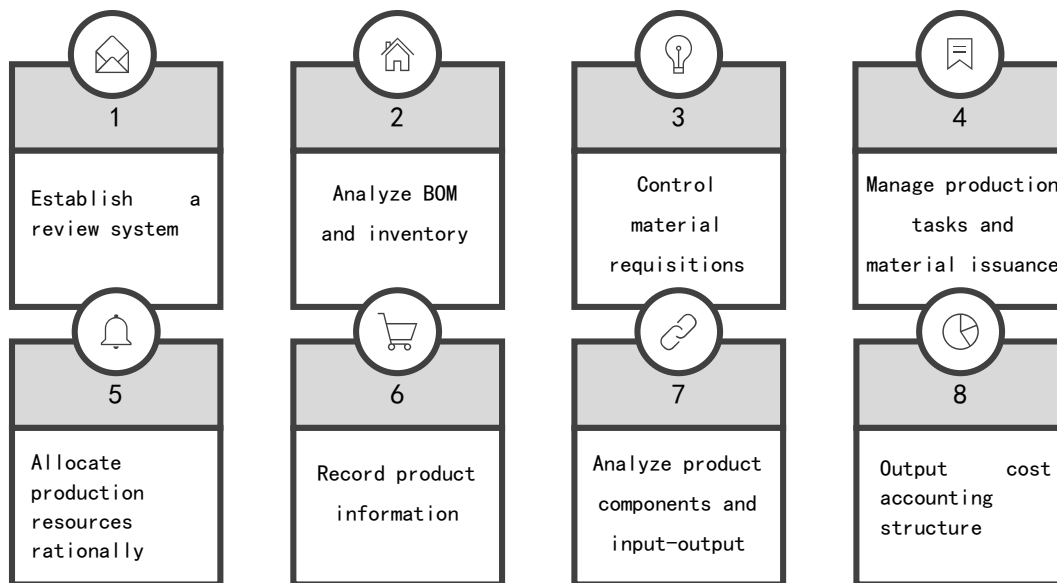 1
Establish a
review system
2
Analyze BOM
and inventory
3
Control
material
requisitions
4
Manage production
tasks and
material issuance
5
Allocate
production
resources
rationally
6
Record product
information
7
Analyze product
components and
input-output
8
Output cost
accounting
structure